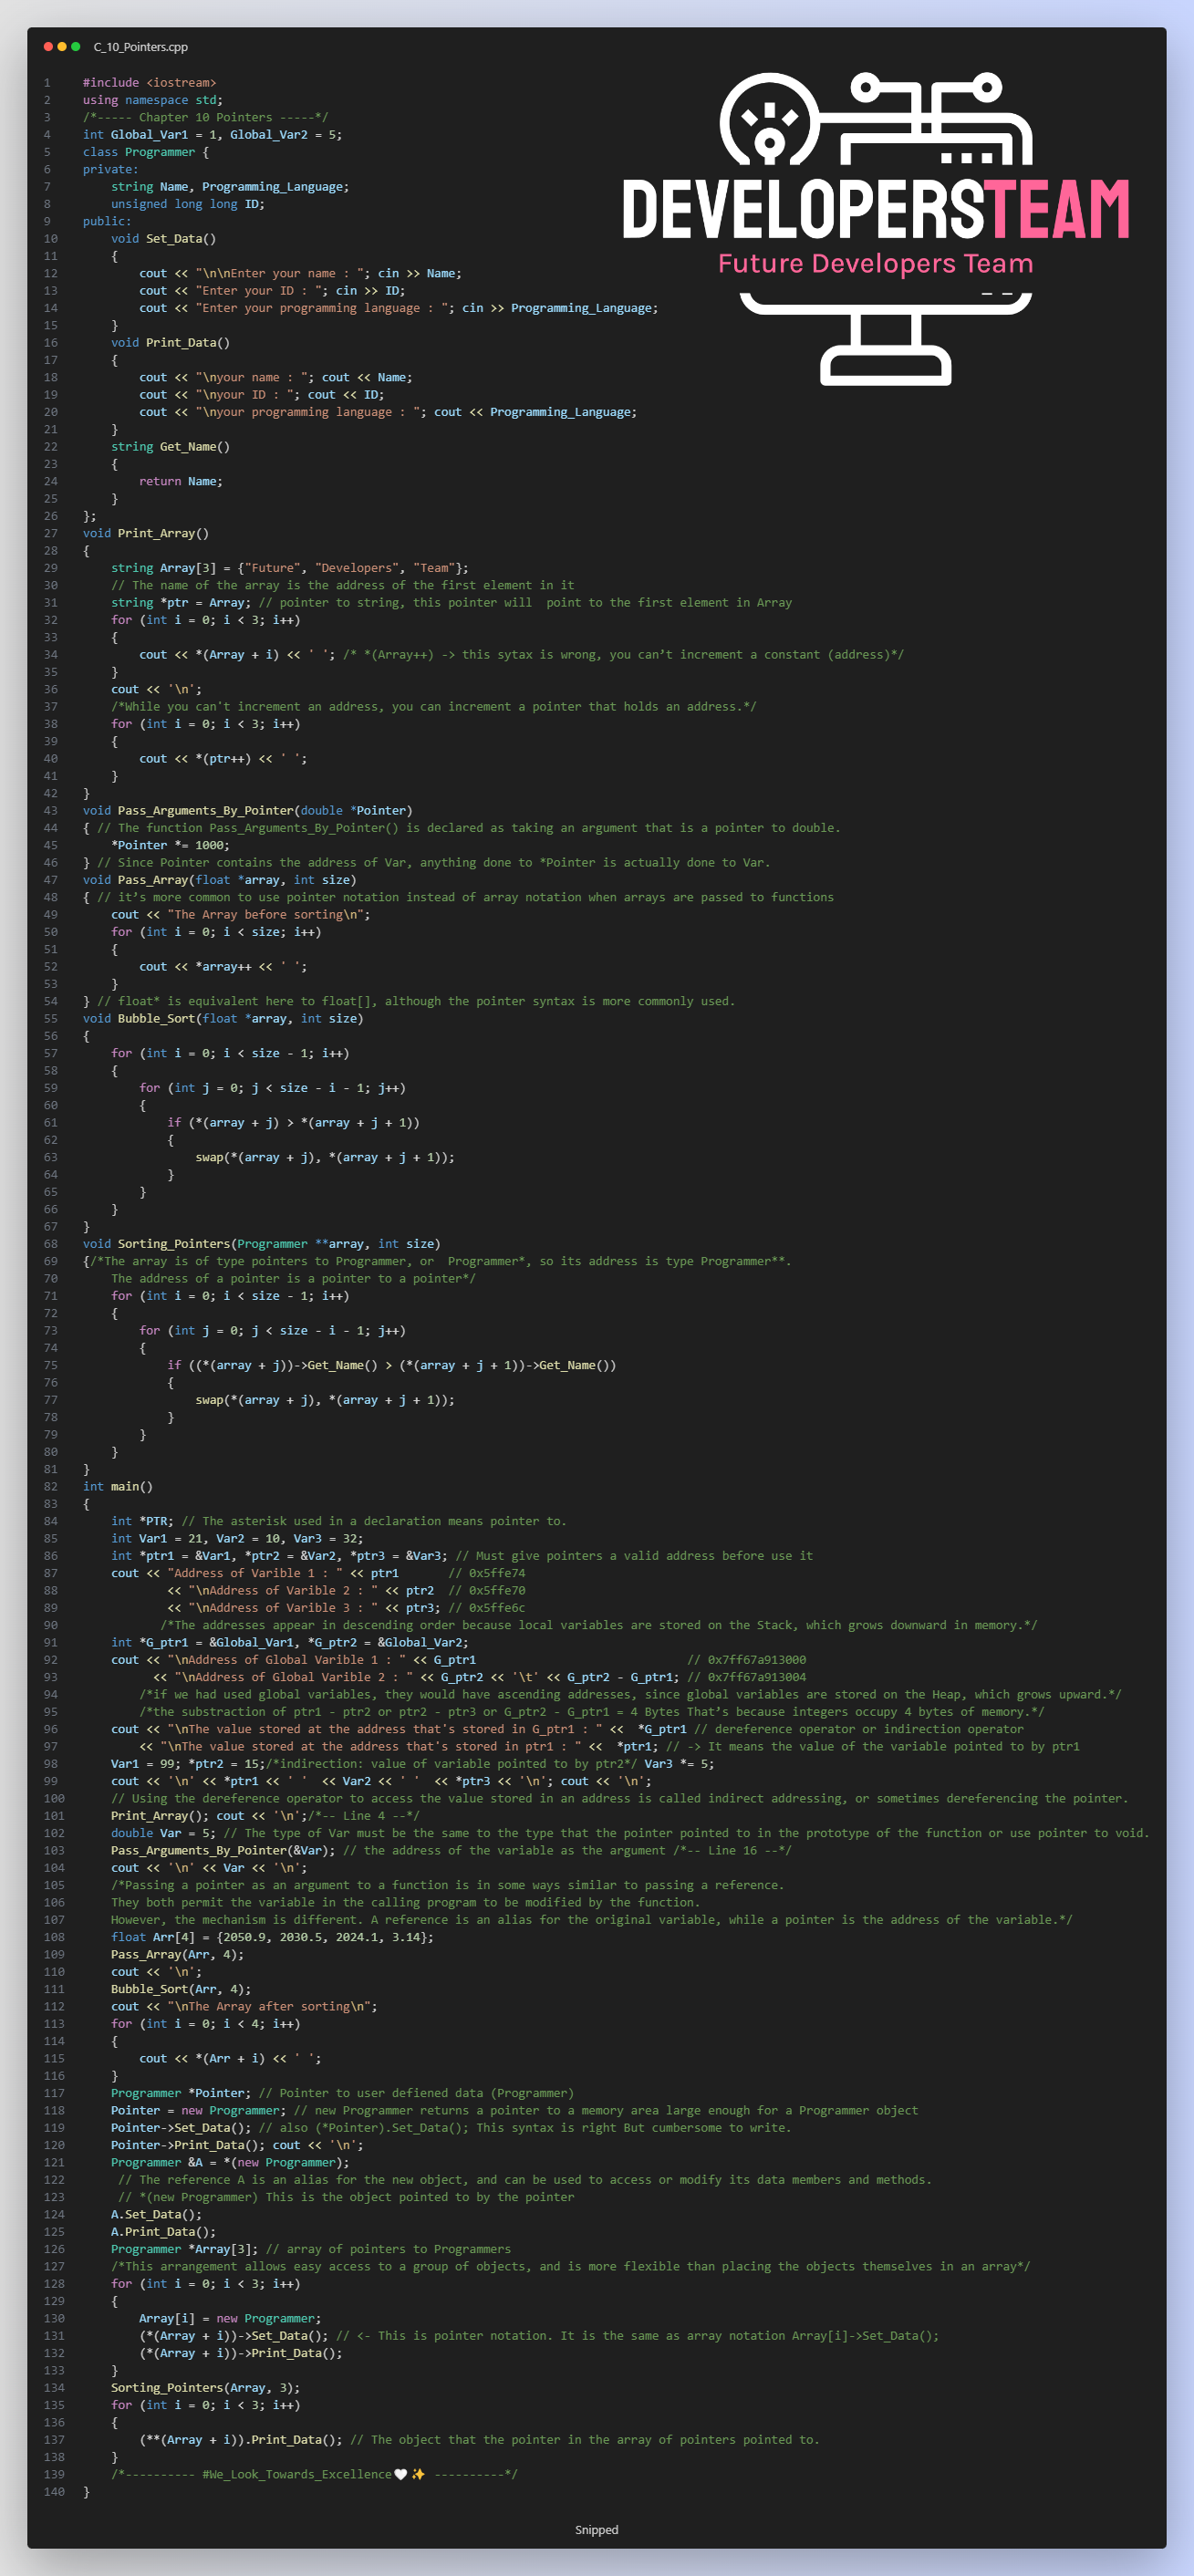 C_10_Pointers.cpp
DEVELOPERSTEAM
Future Developers Team
1 #include <iostream>
2 using namespace std;
3 /*----- Chapter 10 Pointers -----*/
4 int Global_Var1 = 1, Global_Var2 = 5;
5 class Programmer {
6 private:
7     string Name, Programming_Language;
8     unsigned long long ID;
9 public:
10     void Set_Data()
11     {
12         cout << "\n\nEnter your name : "; cin >> Name;
13         cout << "Enter your ID : "; cin >> ID;
14         cout << "Enter your programming language : "; cin >> Programming_Language;
15     }
16     void Print_Data()
17     {
18         cout << "\nyour name : "; cout << Name;
19         cout << "\nyour ID : "; cout << ID;
20         cout << "\nyour programming language : "; cout << Programming_Language;
21     }
22     string Get_Name()
23     {
24         return Name;
25     }
26 };
27 void Print_Array()
28 {
29     string Array[3] = {"Future", "Developers", "Team"};
30     // The name of the array is the address of the first element in it
31     string *ptr = Array; // pointer to string, this pointer will  point to the first element in Array
32     for (int i = 0; i < 3; i++)
33     {
34         cout << *(Array + i) << ' '; /* *(Array++) -> this sytax is wrong, you can’t increment a constant (address)*/
35     }
36     cout << '\n';
37     /*While you can't increment an address, you can increment a pointer that holds an address.*/
38     for (int i = 0; i < 3; i++)
39     {
40         cout << *(ptr++) << ' ';
41     }
42 }
43 void Pass_Arguments_By_Pointer(double *Pointer)
44 { // The function Pass_Arguments_By_Pointer() is declared as taking an argument that is a pointer to double.
45     *Pointer *= 1000;
46 } // Since Pointer contains the address of Var, anything done to *Pointer is actually done to Var.
47 void Pass_Array(float *array, int size)
48 { // it’s more common to use pointer notation instead of array notation when arrays are passed to functions
49     cout << "The Array before sorting\n";
50     for (int i = 0; i < size; i++)
51     {
52         cout << *array++ << ' ';
53     }
54 } // float* is equivalent here to float[], although the pointer syntax is more commonly used.
55 void Bubble_Sort(float *array, int size)
56 {
57     for (int i = 0; i < size - 1; i++)
58     {
59         for (int j = 0; j < size - i - 1; j++)
60         {
61             if (*(array + j) > *(array + j + 1))
62             {
63                 swap(*(array + j), *(array + j + 1));
64             }
65         }
66     }
67 }
68 void Sorting_Pointers(Programmer **array, int size)
69 {/*The array is of type pointers to Programmer, or  Programmer*, so its address is type Programmer**.
70     The address of a pointer is a pointer to a pointer*/
71     for (int i = 0; i < size - 1; i++)
72     {
73         for (int j = 0; j < size - i - 1; j++)
74         {
75             if ((*(array + j))->Get_Name() > (*(array + j + 1))->Get_Name())
76             {
77                 swap(*(array + j), *(array + j + 1));
78             }
79         }
80     }
81 }
82 int main()
83 {
84     int *PTR; // The asterisk used in a declaration means pointer to.
85     int Var1 = 21, Var2 = 10, Var3 = 32;
86     int *ptr1 = &Var1, *ptr2 = &Var2, *ptr3 = &Var3; // Must give pointers a valid address before use it
87     cout << "Address of Varible 1 : " << ptr1       // 0x5ffe74
88             << "\nAddress of Varible 2 : " << ptr2  // 0x5ffe70
89             << "\nAddress of Varible 3 : " << ptr3; // 0x5ffe6c
90            /*The addresses appear in descending order because local variables are stored on the Stack, which grows downward in memory.*/
91     int *G_ptr1 = &Global_Var1, *G_ptr2 = &Global_Var2;
92     cout << "\nAddress of Global Varible 1 : " << G_ptr1                              // 0x7ff67a913000
93           << "\nAddress of Global Varible 2 : " << G_ptr2 << '\t' << G_ptr2 - G_ptr1; // 0x7ff67a913004
94         /*if we had used global variables, they would have ascending addresses, since global variables are stored on the Heap, which grows upward.*/
95         /*the substraction of ptr1 - ptr2 or ptr2 - ptr3 or G_ptr2 - G_ptr1 = 4 Bytes That’s because integers occupy 4 bytes of memory.*/
96     cout << "\nThe value stored at the address that's stored in G_ptr1 : " <<  *G_ptr1 // dereference operator or indirection operator
97         << "\nThe value stored at the address that's stored in ptr1 : " <<  *ptr1; // -> It means the value of the variable pointed to by ptr1
98     Var1 = 99; *ptr2 = 15;/*indirection: value of variable pointed to by ptr2*/ Var3 *= 5;
99     cout << '\n' << *ptr1 << ' '  << Var2 << ' '  << *ptr3 << '\n'; cout << '\n';
100     // Using the dereference operator to access the value stored in an address is called indirect addressing, or sometimes dereferencing the pointer.
101     Print_Array(); cout << '\n';/*-- Line 4 --*/
102     double Var = 5; // The type of Var must be the same to the type that the pointer pointed to in the prototype of the function or use pointer to void.
103     Pass_Arguments_By_Pointer(&Var); // the address of the variable as the argument /*-- Line 16 --*/
104     cout << '\n' << Var << '\n';
105     /*Passing a pointer as an argument to a function is in some ways similar to passing a reference.
106     They both permit the variable in the calling program to be modified by the function.
107     However, the mechanism is different. A reference is an alias for the original variable, while a pointer is the address of the variable.*/
108     float Arr[4] = {2050.9, 2030.5, 2024.1, 3.14};
109     Pass_Array(Arr, 4);
110     cout << '\n';
111     Bubble_Sort(Arr, 4);
112     cout << "\nThe Array after sorting\n";
113     for (int i = 0; i < 4; i++)
114     {
115         cout << *(Arr + i) << ' ';
116     }
117     Programmer *Pointer; // Pointer to user defiened data (Programmer)
118     Pointer = new Programmer; // new Programmer returns a pointer to a memory area large enough for a Programmer object
119     Pointer->Set_Data(); // also (*Pointer).Set_Data(); This syntax is right But cumbersome to write.
120     Pointer->Print_Data(); cout << '\n';
121     Programmer &A = *(new Programmer);
122      // The reference A is an alias for the new object, and can be used to access or modify its data members and methods.
123      // *(new Programmer) This is the object pointed to by the pointer
124     A.Set_Data();
125     A.Print_Data();
126     Programmer *Array[3]; // array of pointers to Programmers
127     /*This arrangement allows easy access to a group of objects, and is more flexible than placing the objects themselves in an array*/
128     for (int i = 0; i < 3; i++)
129     {
130         Array[i] = new Programmer;
131         (*(Array + i))->Set_Data(); // <- This is pointer notation. It is the same as array notation Array[i]->Set_Data();
132         (*(Array + i))->Print_Data();
133     }
134     Sorting_Pointers(Array, 3);
135     for (int i = 0; i < 3; i++)
136     {
137         (**(Array + i)).Print_Data(); // The object that the pointer in the array of pointers pointed to.
138     }
139     /*---------- #We_Look_Towards_Excellence🤍✨ ----------*/
140 }
Snipped